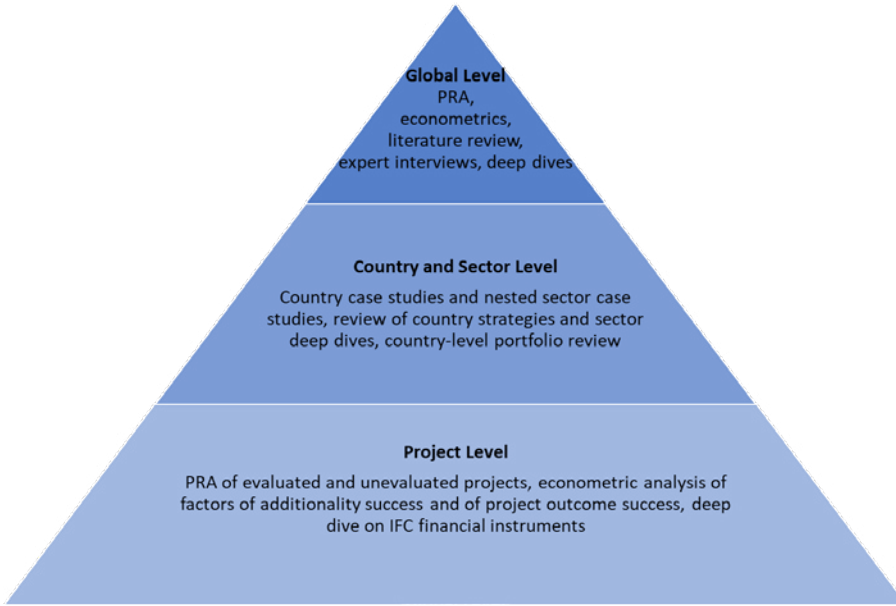 Global Level
PRA,
econometrics,
literature review,
expert interviews, deep dives
Country and Sector Level
Country case studies and nested sector case
studies, review of country strategies and sector
deep dives, country-level portfolio review
Project Level
PRA of evaluated and unevaluated projects, econometric analysis of
factors of additionality success and of project outcome success, deep
dive on IFC financial instruments